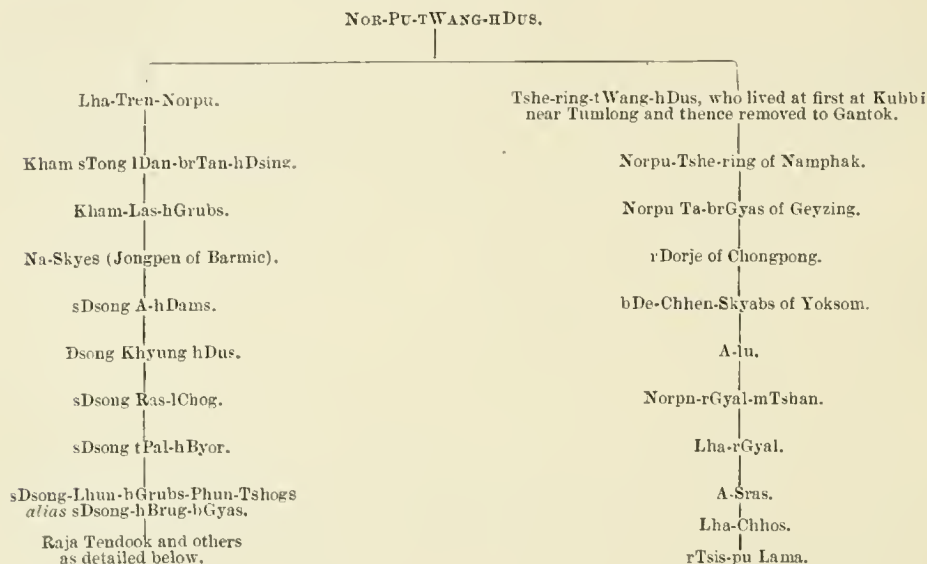 NOR-PU-TWANG-HDUS.
Lha-Tren-Norpu.
Kham sTong lDan-brTan-hDsing.
Kham-Las-hGrubs.
Na-Skyes (Jongpen of Barmic).
sDsong A-hDams.
Dsong Khyung hDus.
sDsong Ras-lChog.
sDsong tPal-hByor.
sDsong-Lhun-hGrubs-Phun-Tshogs
alias sDsong-hBrug-bGyas.
Raja Tendook and others
as detailed below.
Tshe-ring-tWang-hDus, who lived at first at Kubbi
near Tumlong and thence removed to Gantok.
Norpu-Tshe-ring of Namphak.
Norpu Ta-brGyas of Geyzing.
rDorje of Chongpong.
bDe-Chhen-Skyabs of Yoksom.
A-lu.
Norpn-rGyal-mTshan.
Lha-rGyal.
A-Sras.
Lha-Chhos.
rTsis-pu Lama.